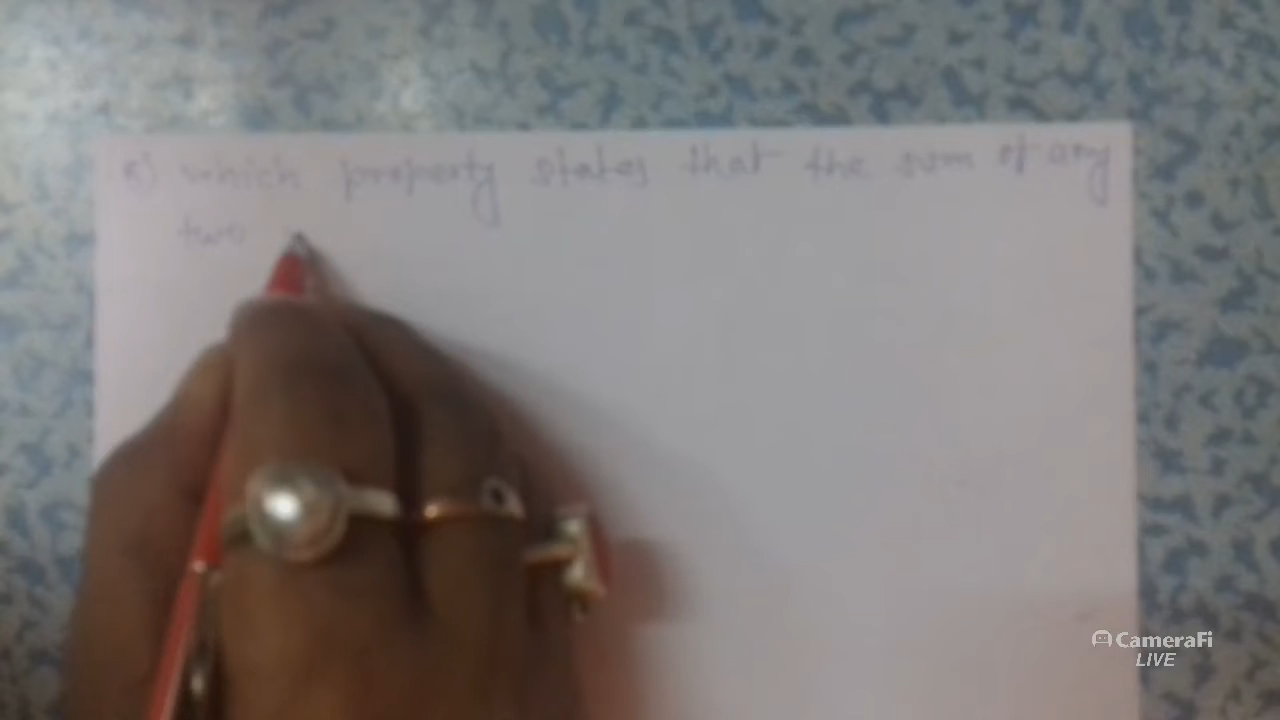 R) which property states that the sum of any
two
CameraFi
LIVE